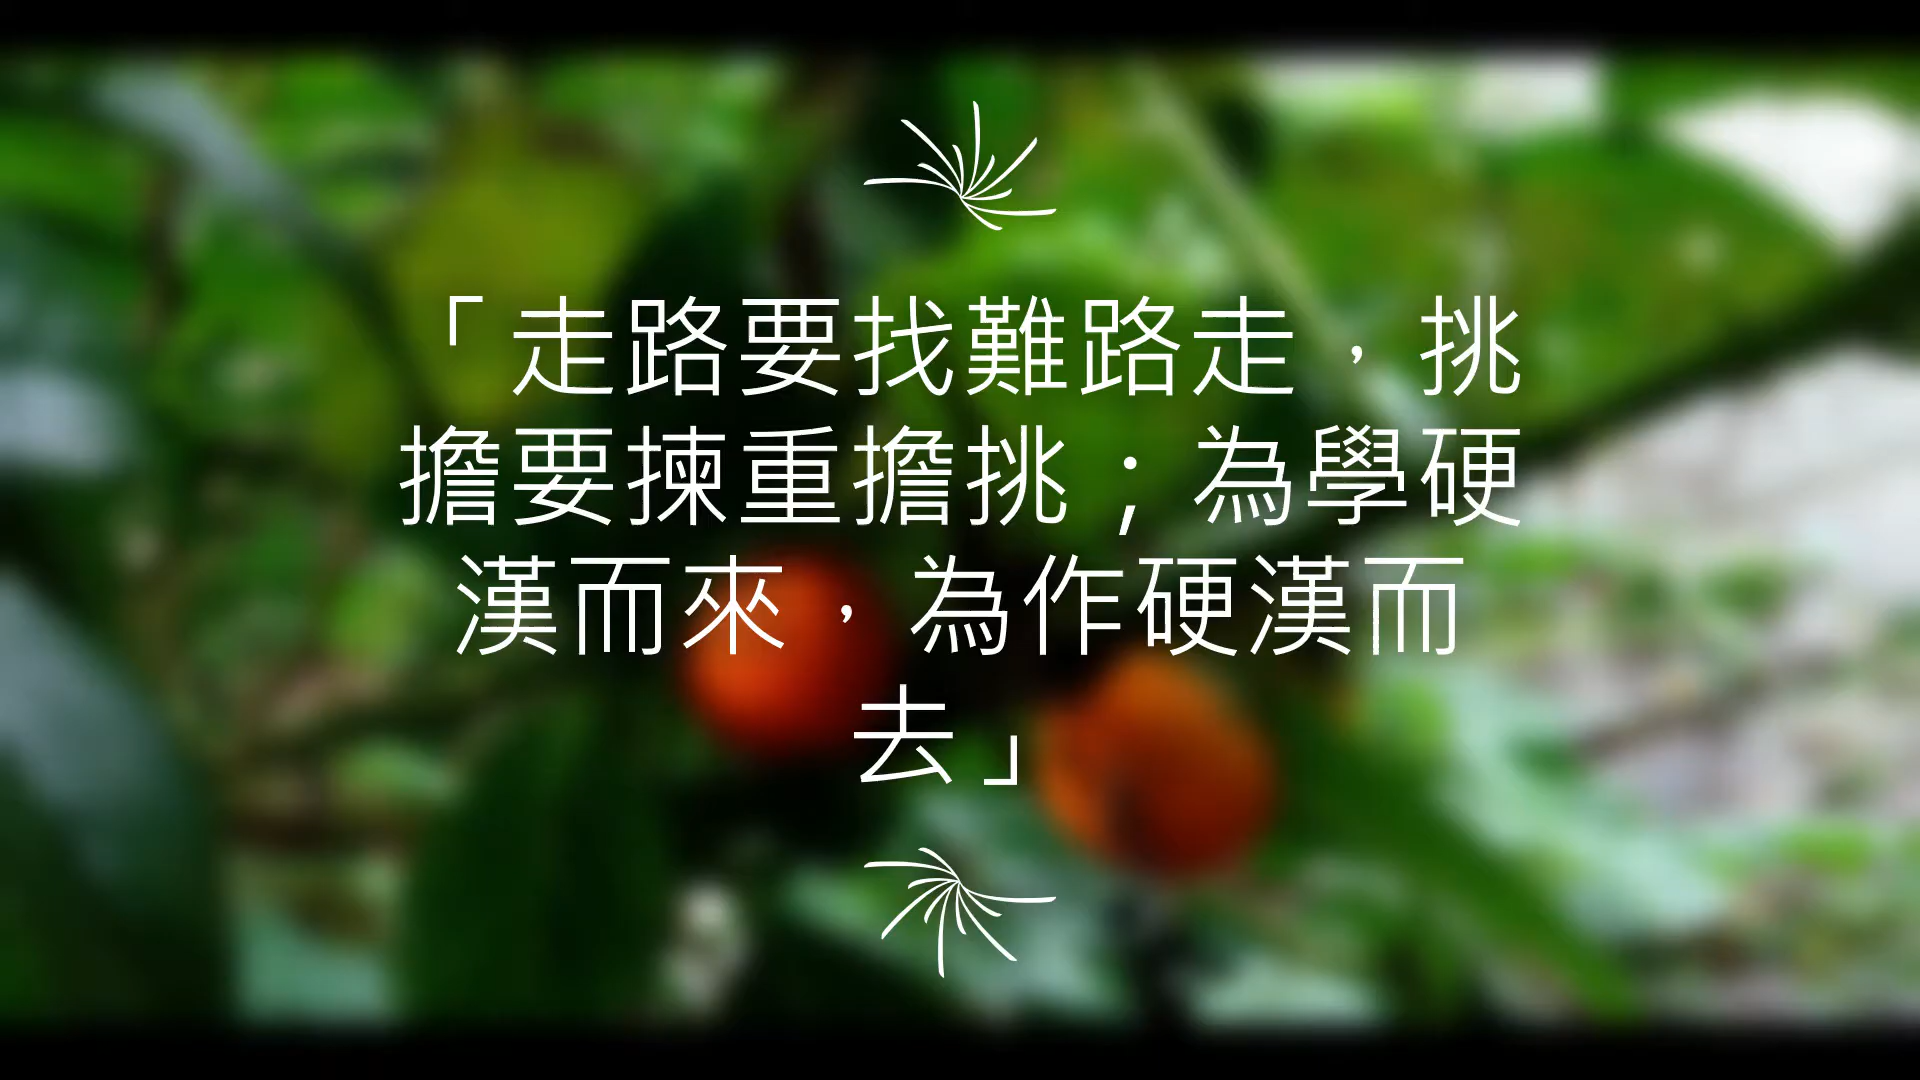 「走路要找難路走，挑
擔要揀重擔挑；為學硬
漢而來，為作硬漢而
去」